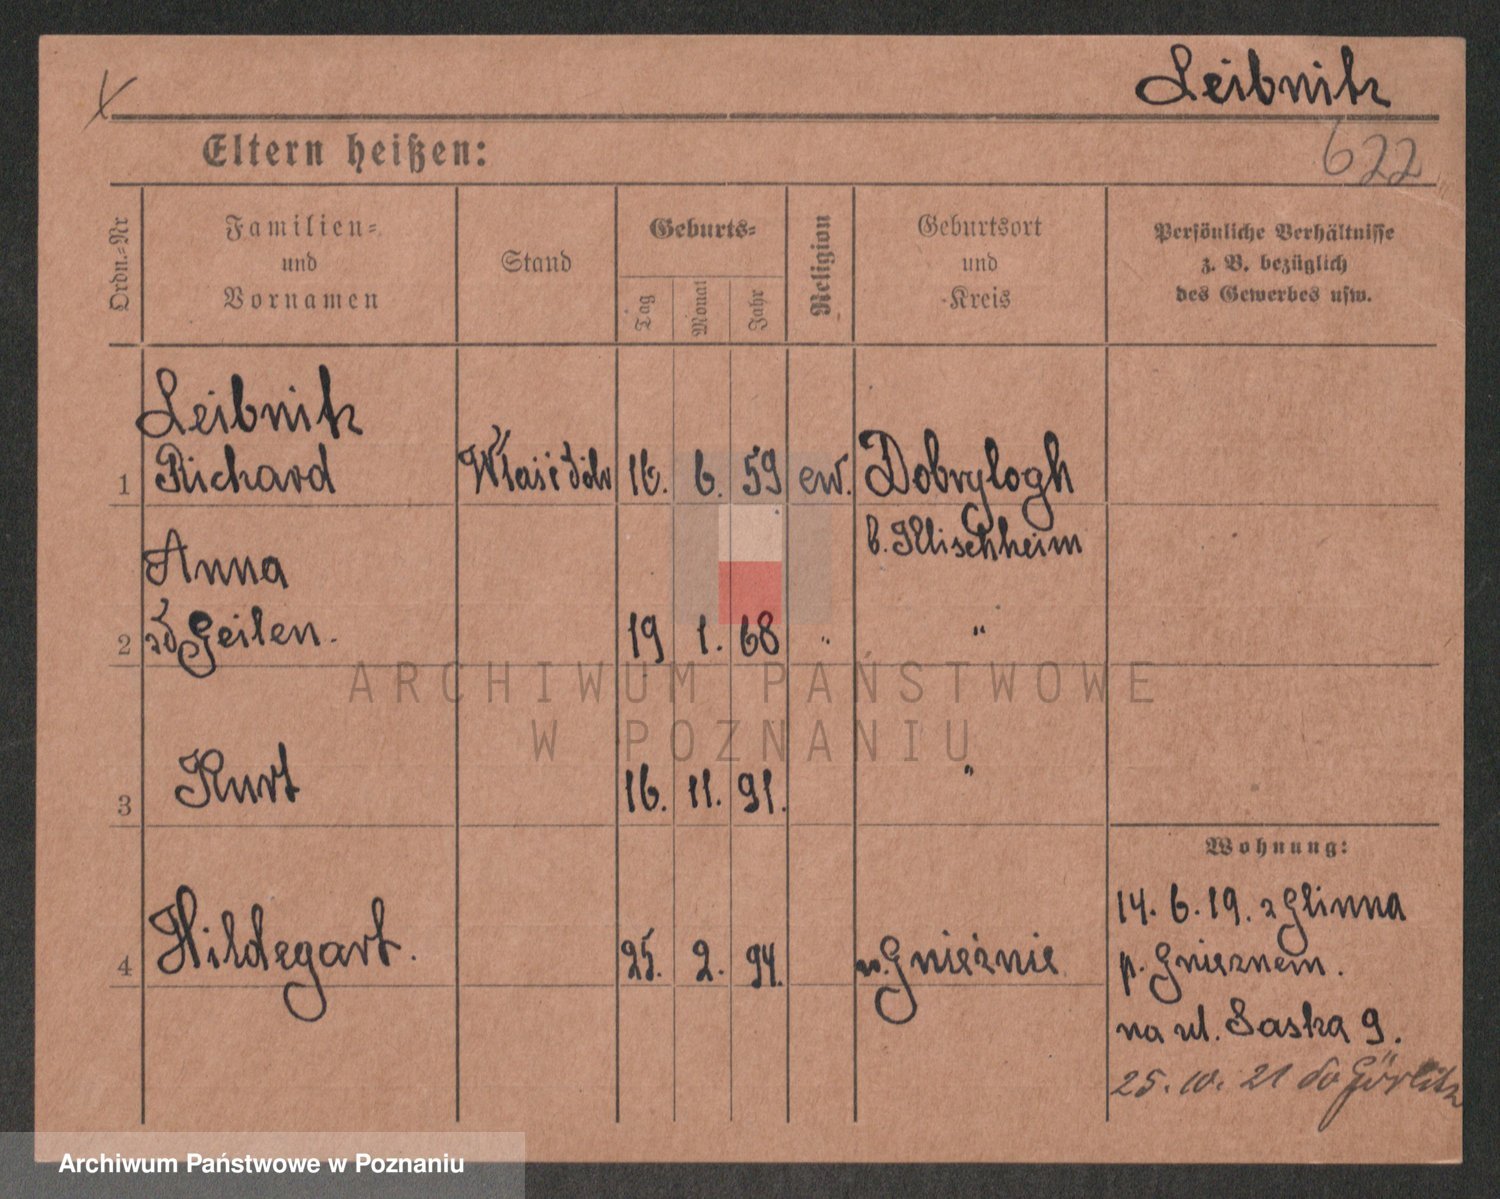 Leibnitz
622
Eltern heißen:
Ordn.=Nr
Familien=
und
Vornamen
Stand
Geburts=
Tag
Monat
Jahr
Religion
Geburtsort
und
Kreis
Persönliche Verhältnisse
z. B. bezüglich
des Gewerbes usw.
Leibnitz
1 Richard 16. 6. 59 ew. Dobrylogh
Anna
2 zd Geilen. 19 1. 68 " "
3 Kurt 16. 11. 91. "
Wohnung:
4 Hildegart. 25. 2. 94. w. Gnieźnie
14. 6. 19. z Glinna
p. Gnieznem.
na ul. Saska 9.
25. 10. 21 do Görlitz
ARCHIWUM PAŃSTWOWE
W POZNANIU
Archiwum Państwowe w Poznaniu